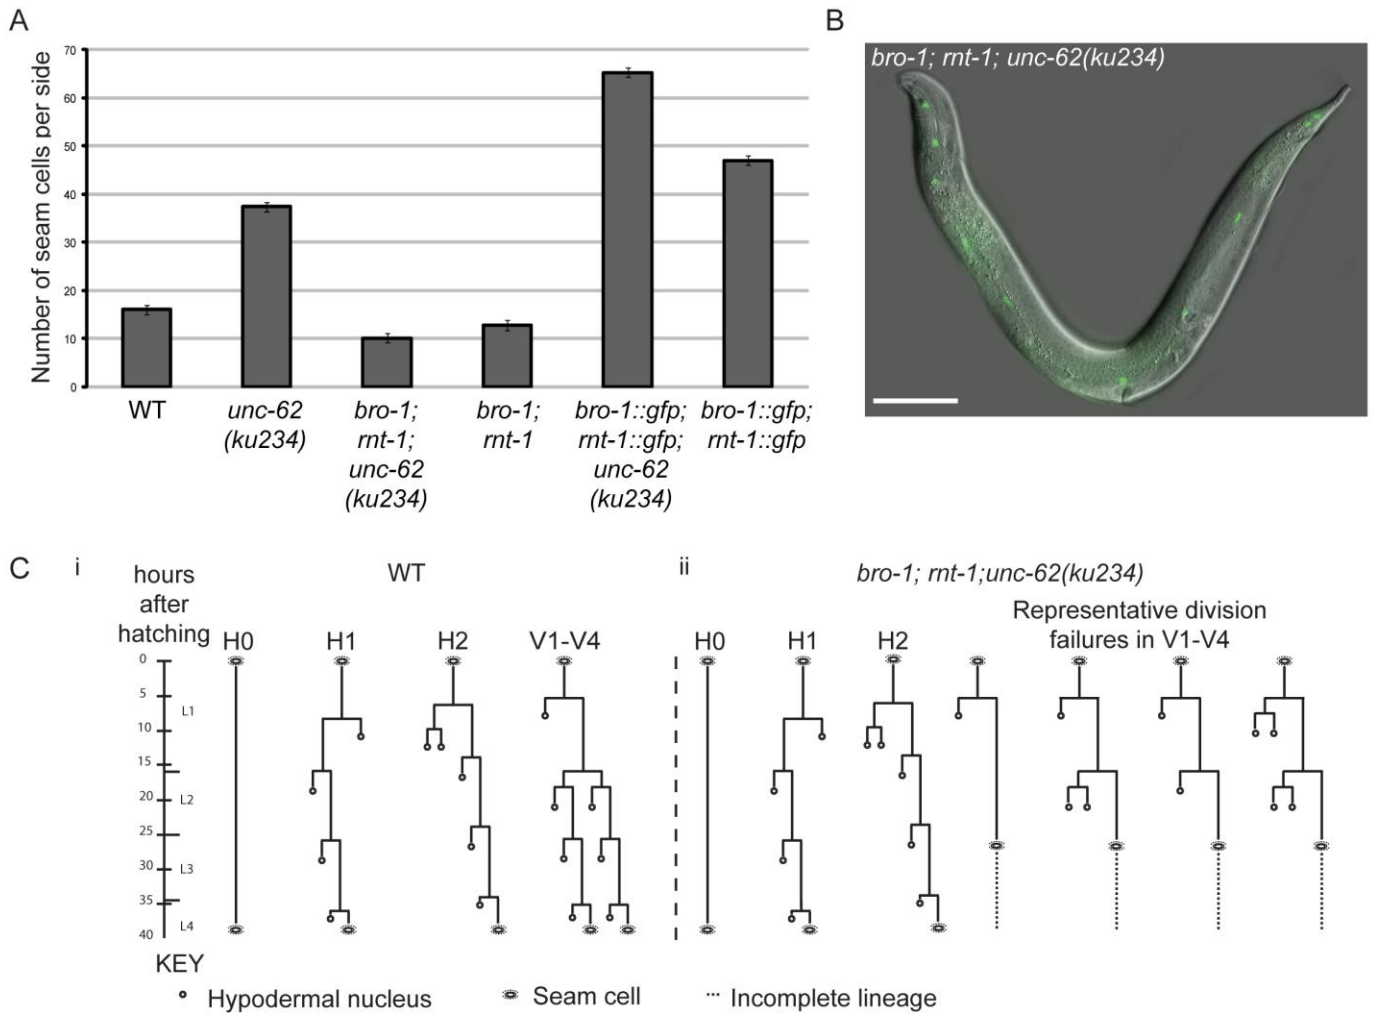 A
Number of seam cells per side
70
60
50
40
30
20
10
0
WT
unc-62
(ku234)
bro-1;
rnt-1;
unc-62
(ku234)
bro-1;
rnt-1
bro-1::gfp;
rnt-1::gfp;
unc-62
(ku234)
bro-1::gfp;
rnt-1::gfp
B
bro-1; rnt-1; unc-62(ku234)
C
i
WT
hours
after
hatching
H0
H1
H2
V1-V4
0
5
L1
10
15
20
L2
25
30
L3
35
L4
40
ii
bro-1; rnt-1;unc-62(ku234)
Representative division
failures in V1-V4
H0
H1
H2
KEY
Hypodermal nucleus
Seam cell
Incomplete lineage